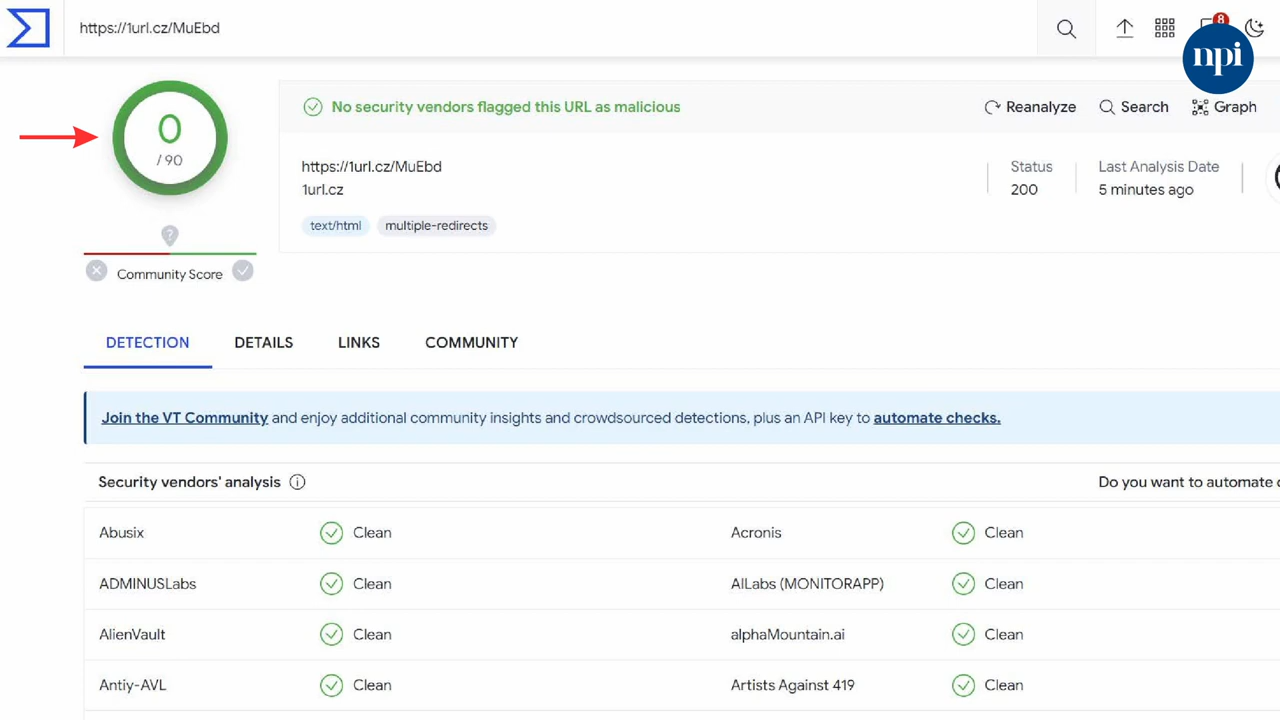 https://1url.cz/MuEbd
8
npi
0
/ 90
No security vendors flagged this URL as malicious
Reanalyze
Search
Graph
https://1url.cz/MuEbd
1url.cz
Status
200
Last Analysis Date
5 minutes ago
text/html
multiple-redirects
?
Community Score
DETECTION
DETAILS
LINKS
COMMUNITY
Join the VT Community and enjoy additional community insights and crowdsourced detections, plus an API key to automate checks.
Security vendors' analysis
Do you want to automate
Abusix
Clean
Acronis
Clean
ADMINUSLabs
Clean
AILabs (MONITORAPP)
Clean
AlienVault
Clean
alphaMountain.ai
Clean
Antiy-AVL
Clean
Artists Against 419
Clean